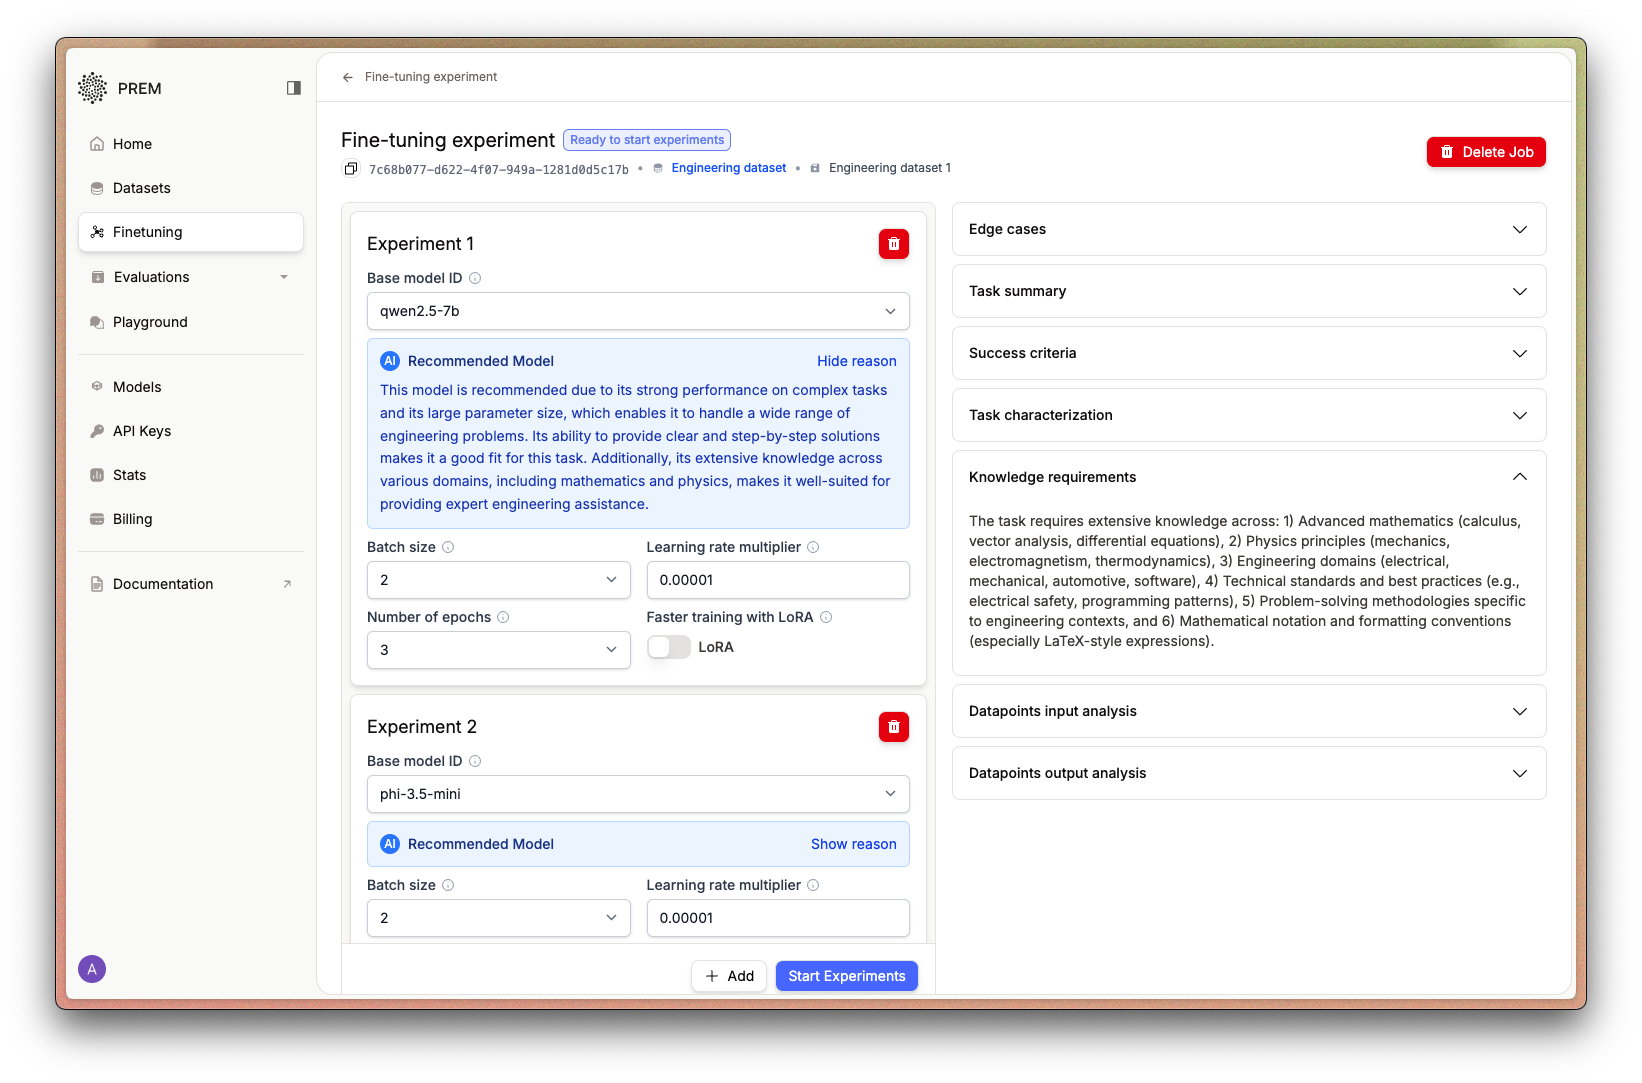 PREM
Home
Datasets
Finetuning
Evaluations
Playground
Models
API Keys
Stats
Billing
Documentation
A
Fine-tuning experiment
Fine-tuning experiment
Ready to start experiments
7c68b077-d622-4f07-949a-1281d0d5c17b • Engineering dataset • Engineering dataset 1
Delete Job
Experiment 1
Base model ID
qwen2.5-7b
AI Recommended Model
Hide reason
This model is recommended due to its strong performance on complex tasks
and its large parameter size, which enables it to handle a wide range of
engineering problems. Its ability to provide clear and step-by-step solutions
makes it a good fit for this task. Additionally, its extensive knowledge across
various domains, including mathematics and physics, makes it well-suited for
providing expert engineering assistance.
Batch size
2
Learning rate multiplier
0.00001
Number of epochs
3
Faster training with LoRA
LoRA
Experiment 2
Base model ID
phi-3.5-mini
AI Recommended Model
Show reason
Batch size
2
Learning rate multiplier
0.00001
Add
Start Experiments
Edge cases
Task summary
Success criteria
Task characterization
Knowledge requirements
The task requires extensive knowledge across: 1) Advanced mathematics (calculus,
vector analysis, differential equations), 2) Physics principles (mechanics,
electromagnetism, thermodynamics), 3) Engineering domains (electrical,
mechanical, automotive, software), 4) Technical standards and best practices (e.g.,
electrical safety, programming patterns), 5) Problem-solving methodologies specific
to engineering contexts, and 6) Mathematical notation and formatting conventions
(especially LaTeX-style expressions).
Datapoints input analysis
Datapoints output analysis